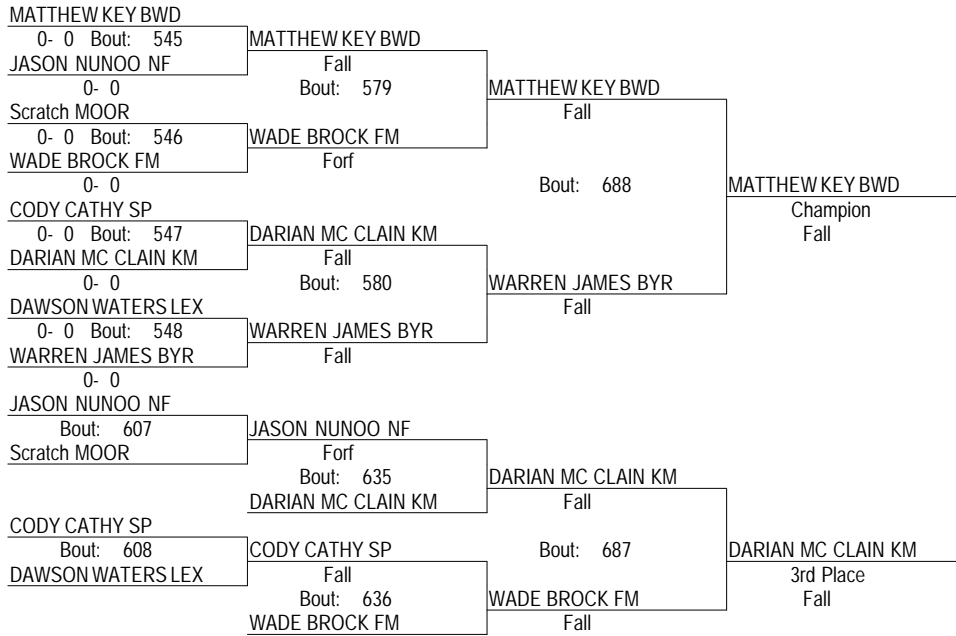 MATTHEW KEY BWD
0- 0 Bout: 545 MATTHEW KEY BWD
JASON NUNOO NF Fall
0- 0 Bout: 579 MATTHEW KEY BWD
Scratch MOOR Fall
0- 0 Bout: 546 WADE BROCK FM
WADE BROCK FM Forf
0- 0 Bout: 688 MATTHEW KEY BWD
CODY CATHY SP Champion
0- 0 Bout: 547 DARIAN MC CLAIN KM Fall
DARIAN MC CLAIN KM Fall
0- 0 Bout: 580 WARREN JAMES BYR
DAWSON WATERS LEX Fall
0- 0 Bout: 548 WARREN JAMES BYR
WARREN JAMES BYR Fall
0- 0
JASON NUNOO NF
Bout: 607 JASON NUNOO NF
Scratch MOOR Forf
Bout: 635 DARIAN MC CLAIN KM
DARIAN MC CLAIN KM Fall
CODY CATHY SP
Bout: 608 CODY CATHY SP Bout: 687 DARIAN MC CLAIN KM
DAWSON WATERS LEX Fall 3rd Place
Bout: 636 WADE BROCK FM Fall
WADE BROCK FM Fall